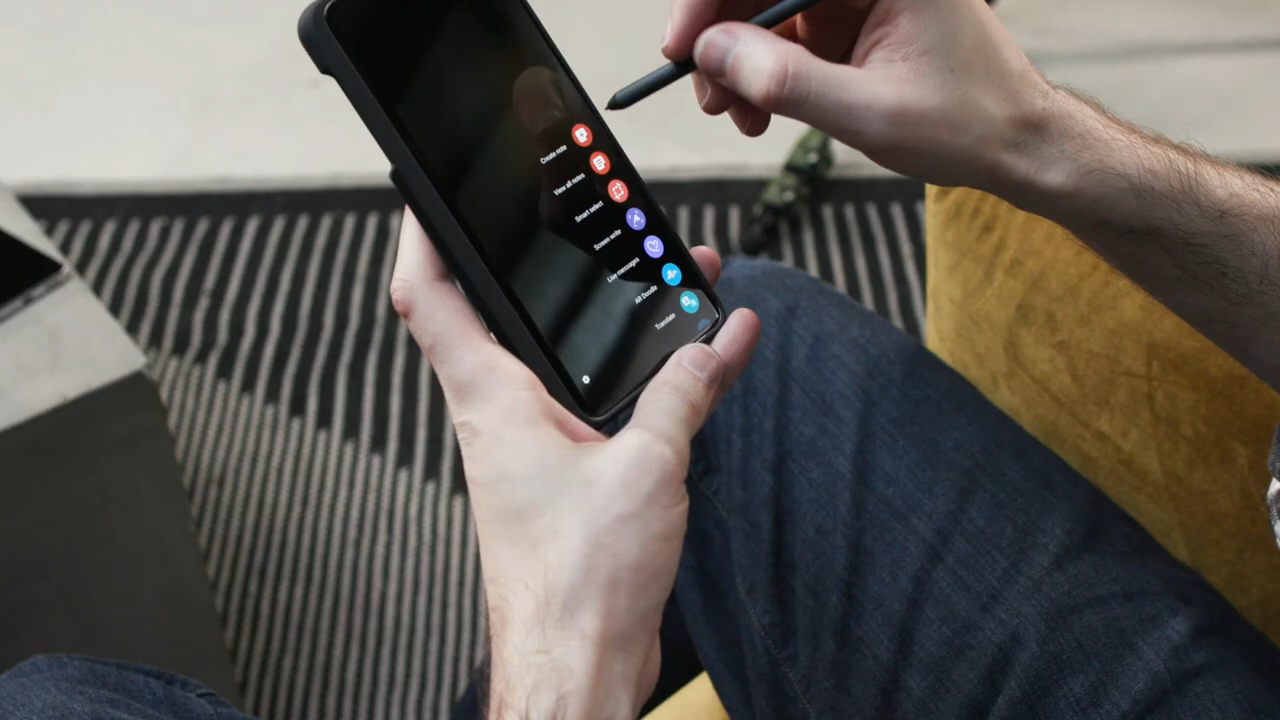 Create note
View all notes
Smart select
Screen write
Live messages
AR Doodle
Translate